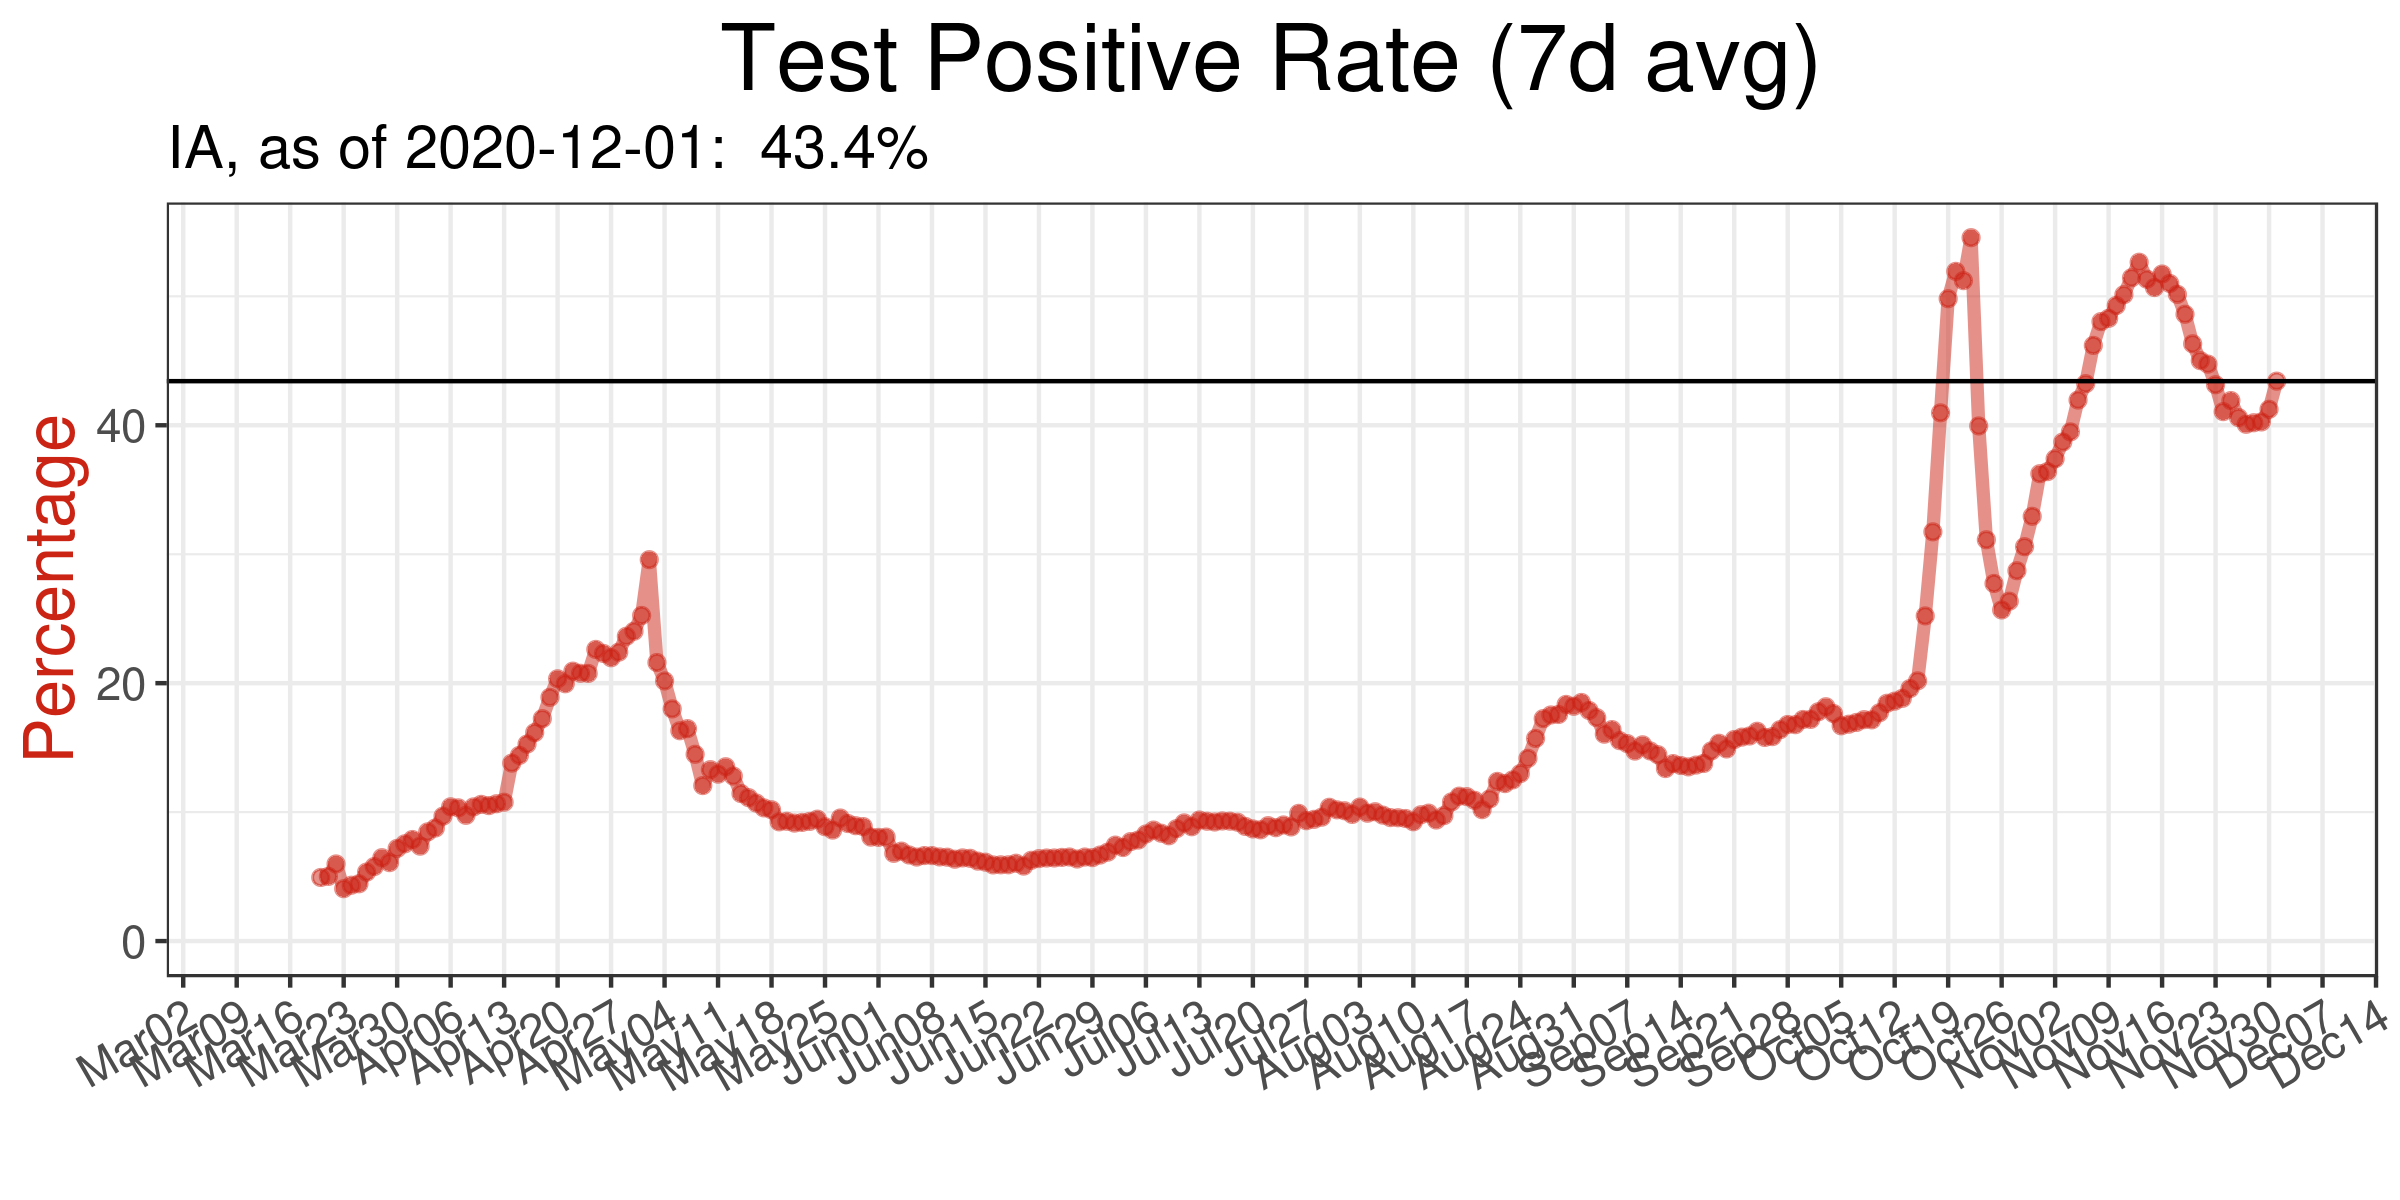 Test Positive Rate (7d avg)
IA, as of 2020-12-01:  43.4%
Percentage
40
20
0
Mar02
Mar09
Mar16
Mar23
Mar30
Apr06
Apr13
Apr20
Apr27
May04
May11
May18
May25
Jun01
Jun08
Jun15
Jun22
Jun29
Jul06
Jul13
Jul20
Jul27
Aug03
Aug10
Aug17
Aug24
Aug31
Sep07
Sep14
Sep21
Sep28
Oct05
Oct12
Oct19
Oct26
Nov02
Nov09
Nov16
Nov23
Nov30
Dec07
Dec14